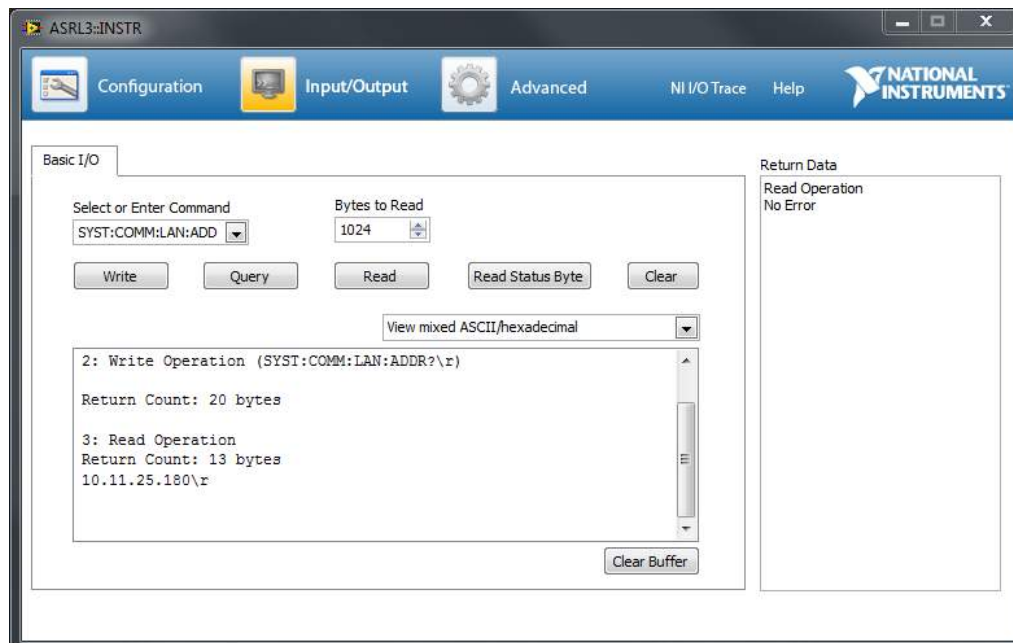 ASRL3::INSTR
Configuration
Input/Output
Advanced
NI I/O Trace
Help
NATIONAL
INSTRUMENTS
Basic I/O
Select or Enter Command
Bytes to Read
SYST:COMM:LAN:ADD
1024
Write
Query
Read
Read Status Byte
Clear
View mixed ASCII/hexadecimal
2: Write Operation (SYST:COMM:LAN:ADDR?\r)
Return Count: 20 bytes
3: Read Operation
Return Count: 13 bytes
10.11.25.180\r
Clear Buffer
Return Data
Read Operation
No Error